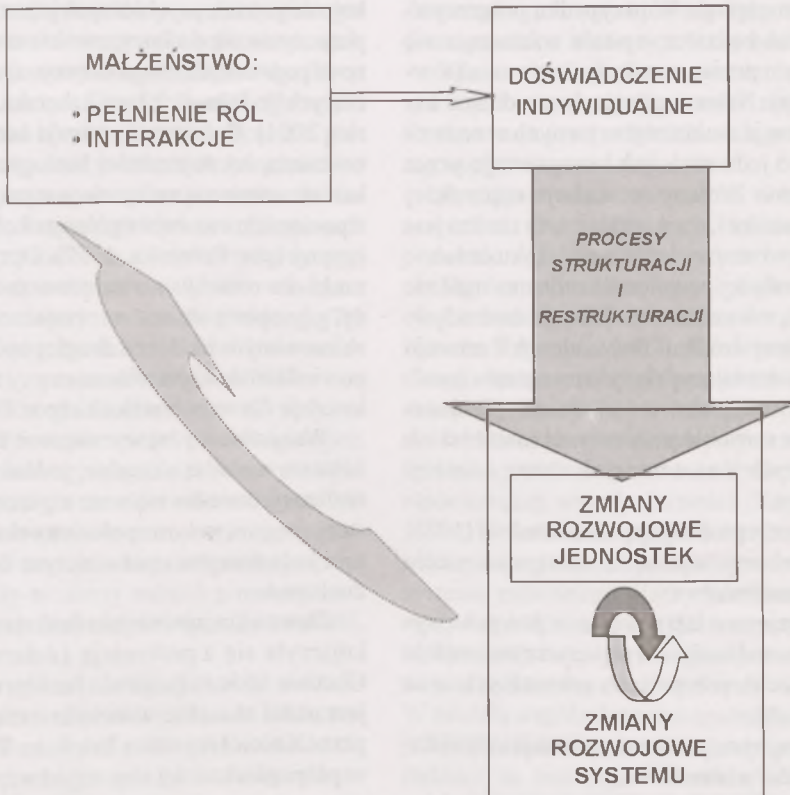 MAŁŻEŃSTWO:
• PEŁNIENIE RÓL
• INTERAKCJE
DOŚWIADCZENIE
INDYWIDUALNE
PROCESY
STRUKTURACJI
I
RESTRUKTURACJI
ZMIANY
ROZWOJOWE
JEDNOSTEK
ZMIANY
ROZWOJOWE
SYSTEMU